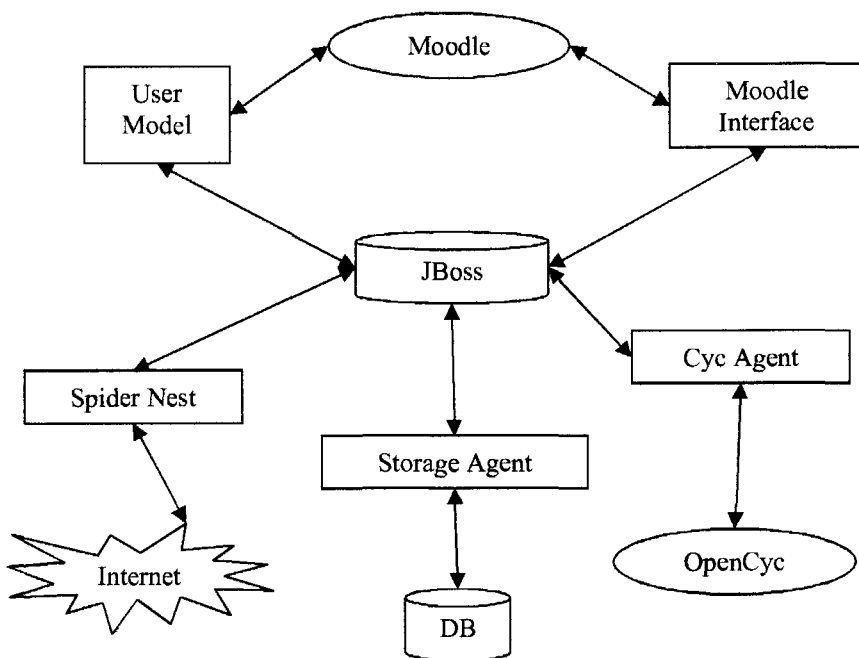 Moodle
User
Model
Moodle
Interface
JBoss
Cyc Agent
Spider Nest
Storage Agent
Internet
OpenCyc
DB